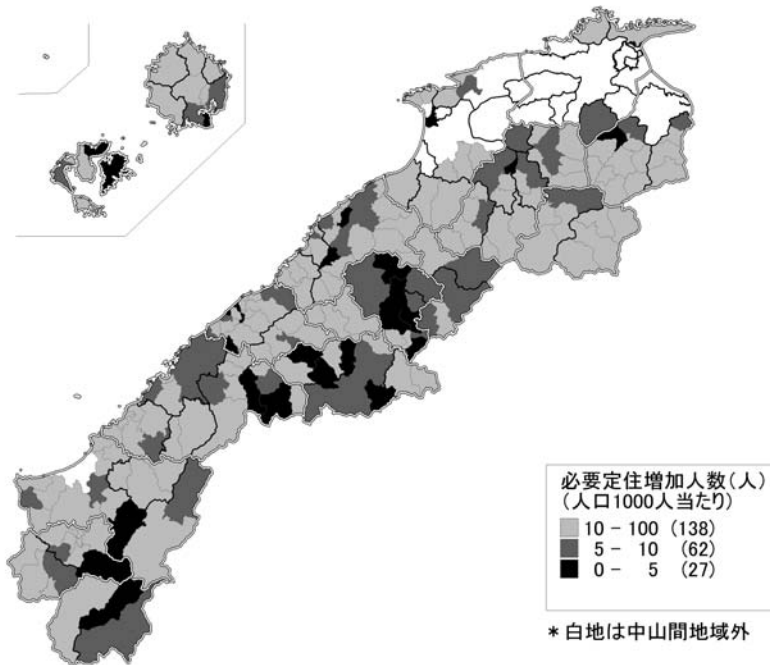 必要定住増加人数(人)
(人口1000人当たり)
10 - 100 (138)
5 - 10 (62)
0 - 5 (27)
* 白地は中山間地域外